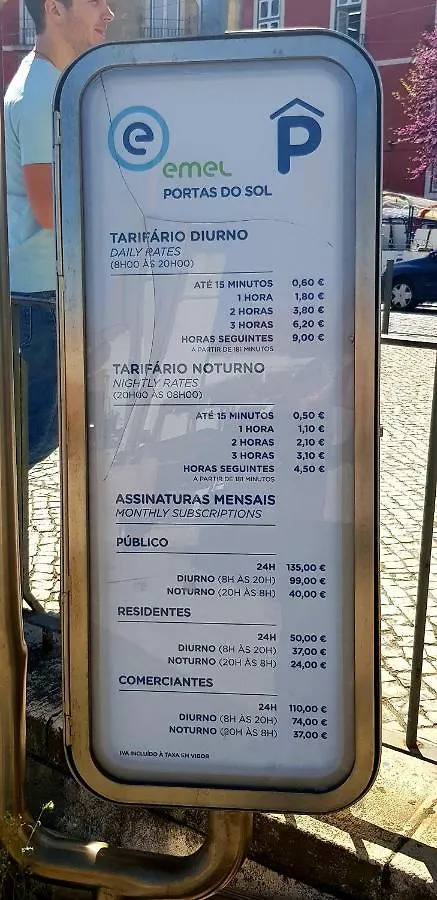 e emel P
PORTAS DO SOL
TARIFÁRIO DIURNO
DAILY RATES
(8H00 ÀS 20H00)
ATÉ 15 MINUTOS 0,60 €
1 HORA 1,80 €
2 HORAS 3,80 €
3 HORAS 6,20 €
HORAS SEGUINTES 9,00 €
A PARTIR DE 181 MINUTOS
TARIFÁRIO NOTURNO
NIGHTLY RATES
(20H00 ÀS 08H00)
ATÉ 15 MINUTOS 0,50 €
1 HORA 1,10 €
2 HORAS 2,10 €
3 HORAS 3,10 €
HORAS SEGUINTES 4,50 €
A PARTIR DE 181 MINUTOS
ASSINATURAS MENSAIS
MONTHLY SUBSCRIPTIONS
PÚBLICO
24H 135,00 €
DIURNO (8H ÀS 20H) 99,00 €
NOTURNO (20H ÀS 8H) 40,00 €
RESIDENTES
24H 50,00 €
DIURNO (8H ÀS 20H) 37,00 €
NOTURNO (20H ÀS 8H) 24,00 €
COMERCIANTES
24H 110,00 €
DIURNO (8H ÀS 20H) 74,00 €
NOTURNO (20H ÀS 8H) 37,00 €
IVA INCLUÍDO À TAXA EM VIGOR